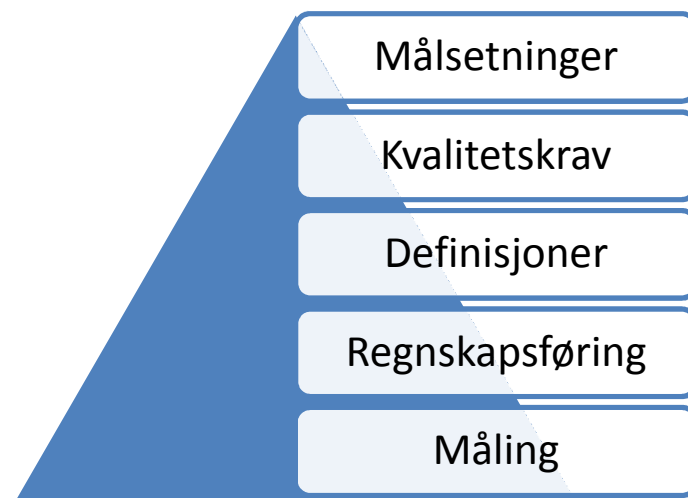 Målsetninger
Kvalitetskrav
Definisjoner
Regnskapsføring
Måling